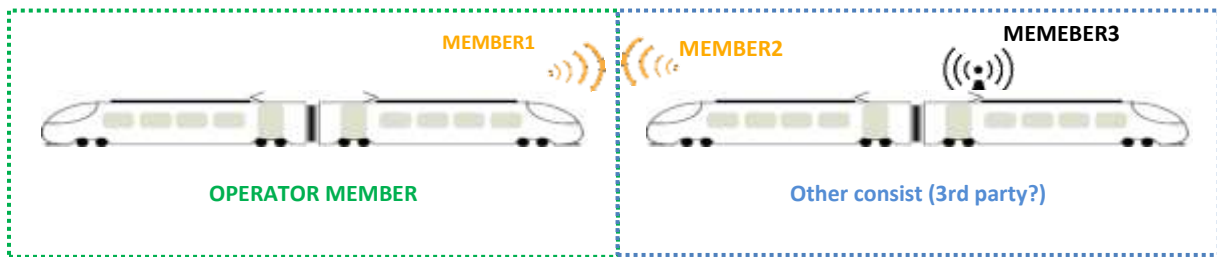 MEMBER1
MEMBER2
MEMEBER3
OPERATOR MEMBER
Other consist (3rd party?)